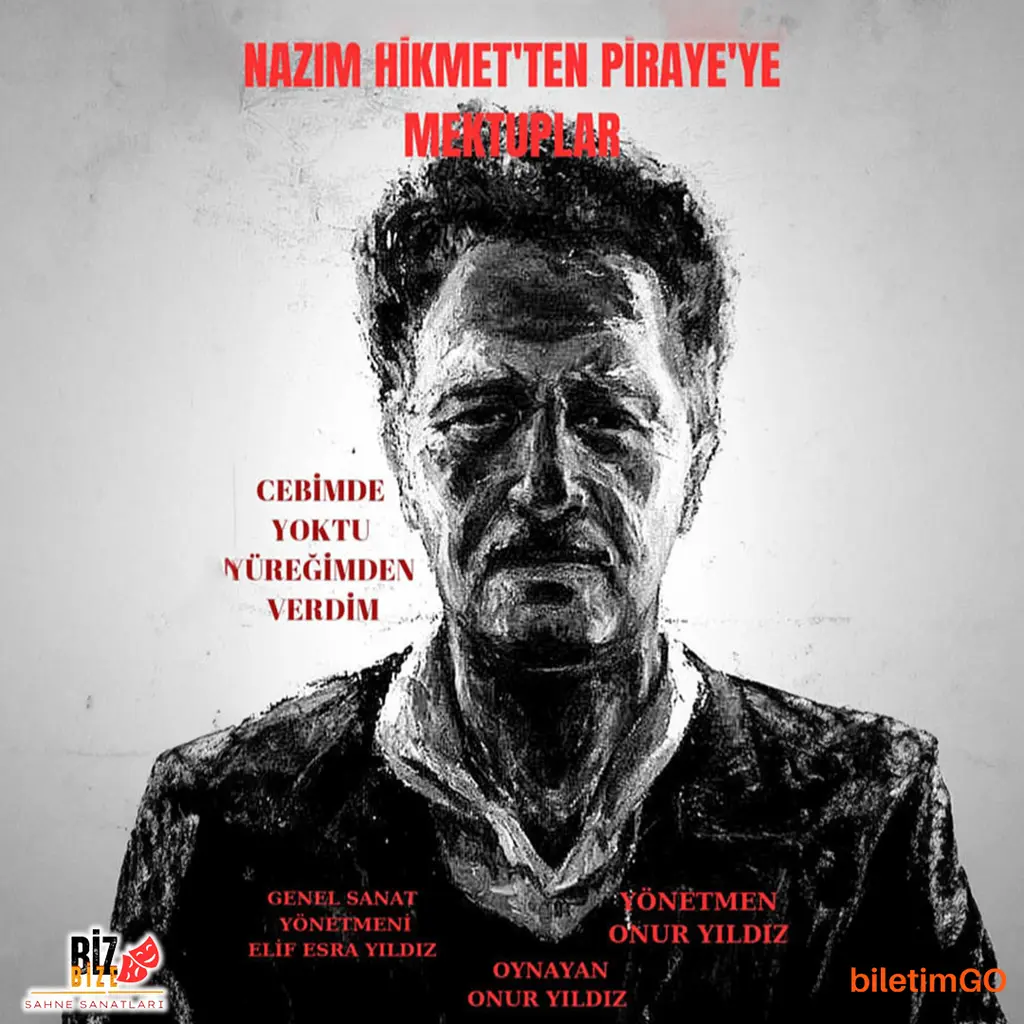 NAZIM HİKMET'TEN PİRAYE'YE
MEKTUPLAR
CEBİMDE
YOKTU
YÜREĞİMDEN
VERDİM
GENEL SANAT
YÖNETMENİ
ELİF ESRA YILDIZ
YÖNETMEN
ONUR YILDIZ
OYNAYAN
ONUR YILDIZ
BİZ
BİZE
SAHNE SANATLARI
biletimGO